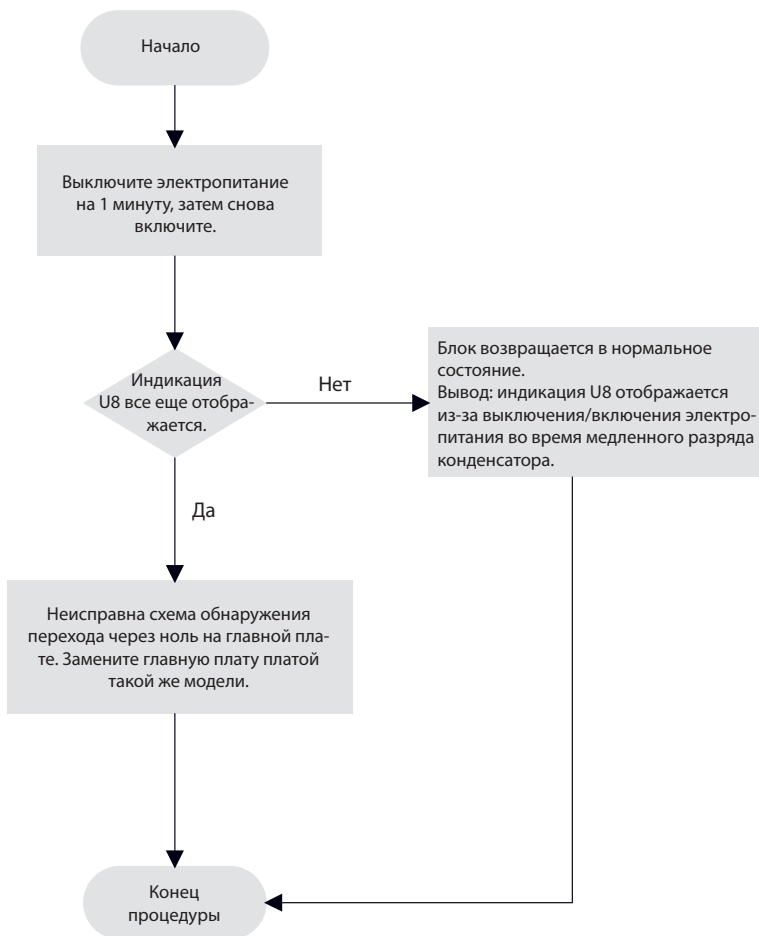 Начало
Выключите электропитание
на 1 минуту, затем снова
включите.
Индикация
U8 все еще отобра-
жается.
Нет
Блок возвращается в нормальное
состояние.
Вывод: индикация U8 отображается
из-за выключения/включения электро-
питания во время медленного разряда
конденсатора.
Да
Неисправна схема обнаружения
перехода через ноль на главной пла-
те. Замените главную плату платой
такой же модели.
Конец
процедуры